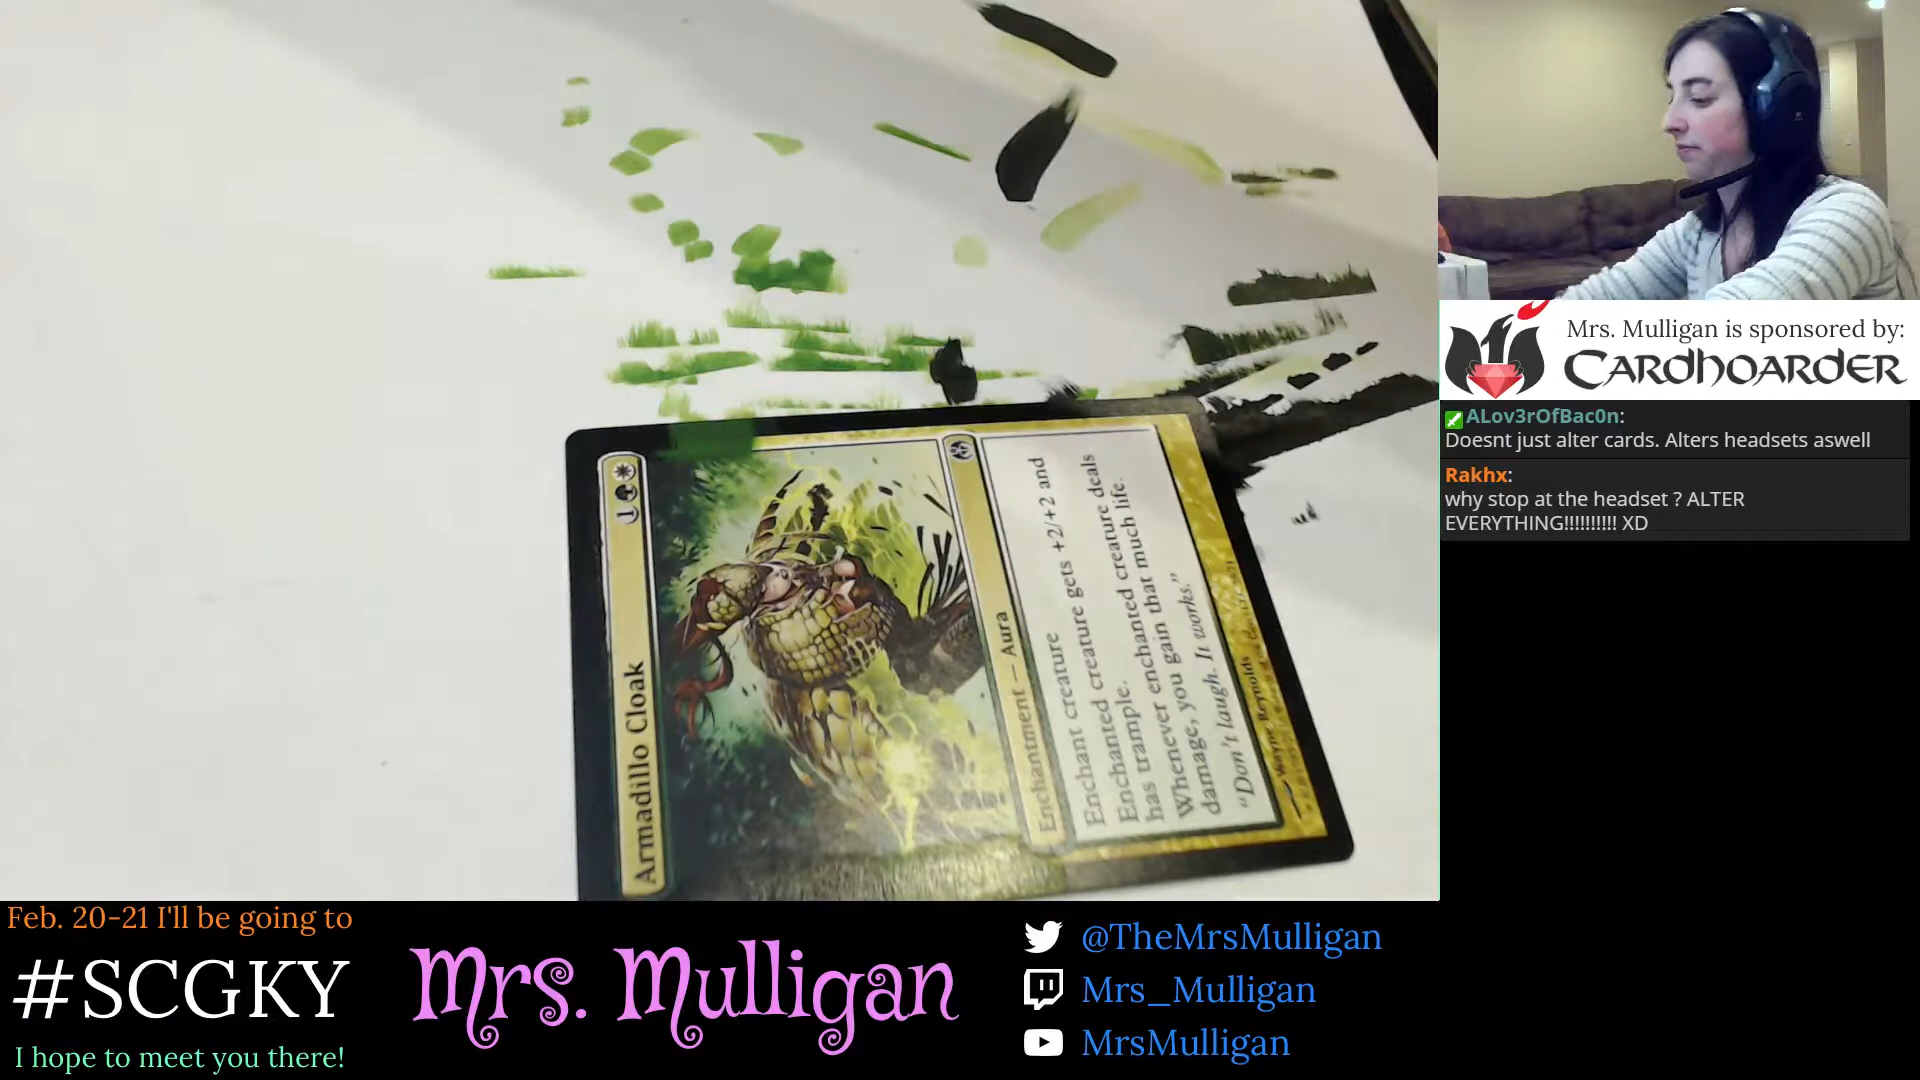 Armadillo Cloak
1
Enchantment — Aura
Enchant creature
Enchanted creature gets +2/+2 and
has trample.
Whenever enchanted creature deals
damage, you gain that much life.
"Don't laugh. It works."
Wayne Reynolds
Mrs. Mulligan is sponsored by:
CARDHOARDER
ALov3rOfBac0n:
Doesnt just alter cards. Alters headsets aswell
Rakhx:
why stop at the headset ? ALTER
EVERYTHING!!!!!!!!!! XD
Feb. 20-21 I'll be going to
#SCGKY
I hope to meet you there!
Mrs. Mulligan
@TheMrsMulligan
Mrs_Mulligan
MrsMulligan